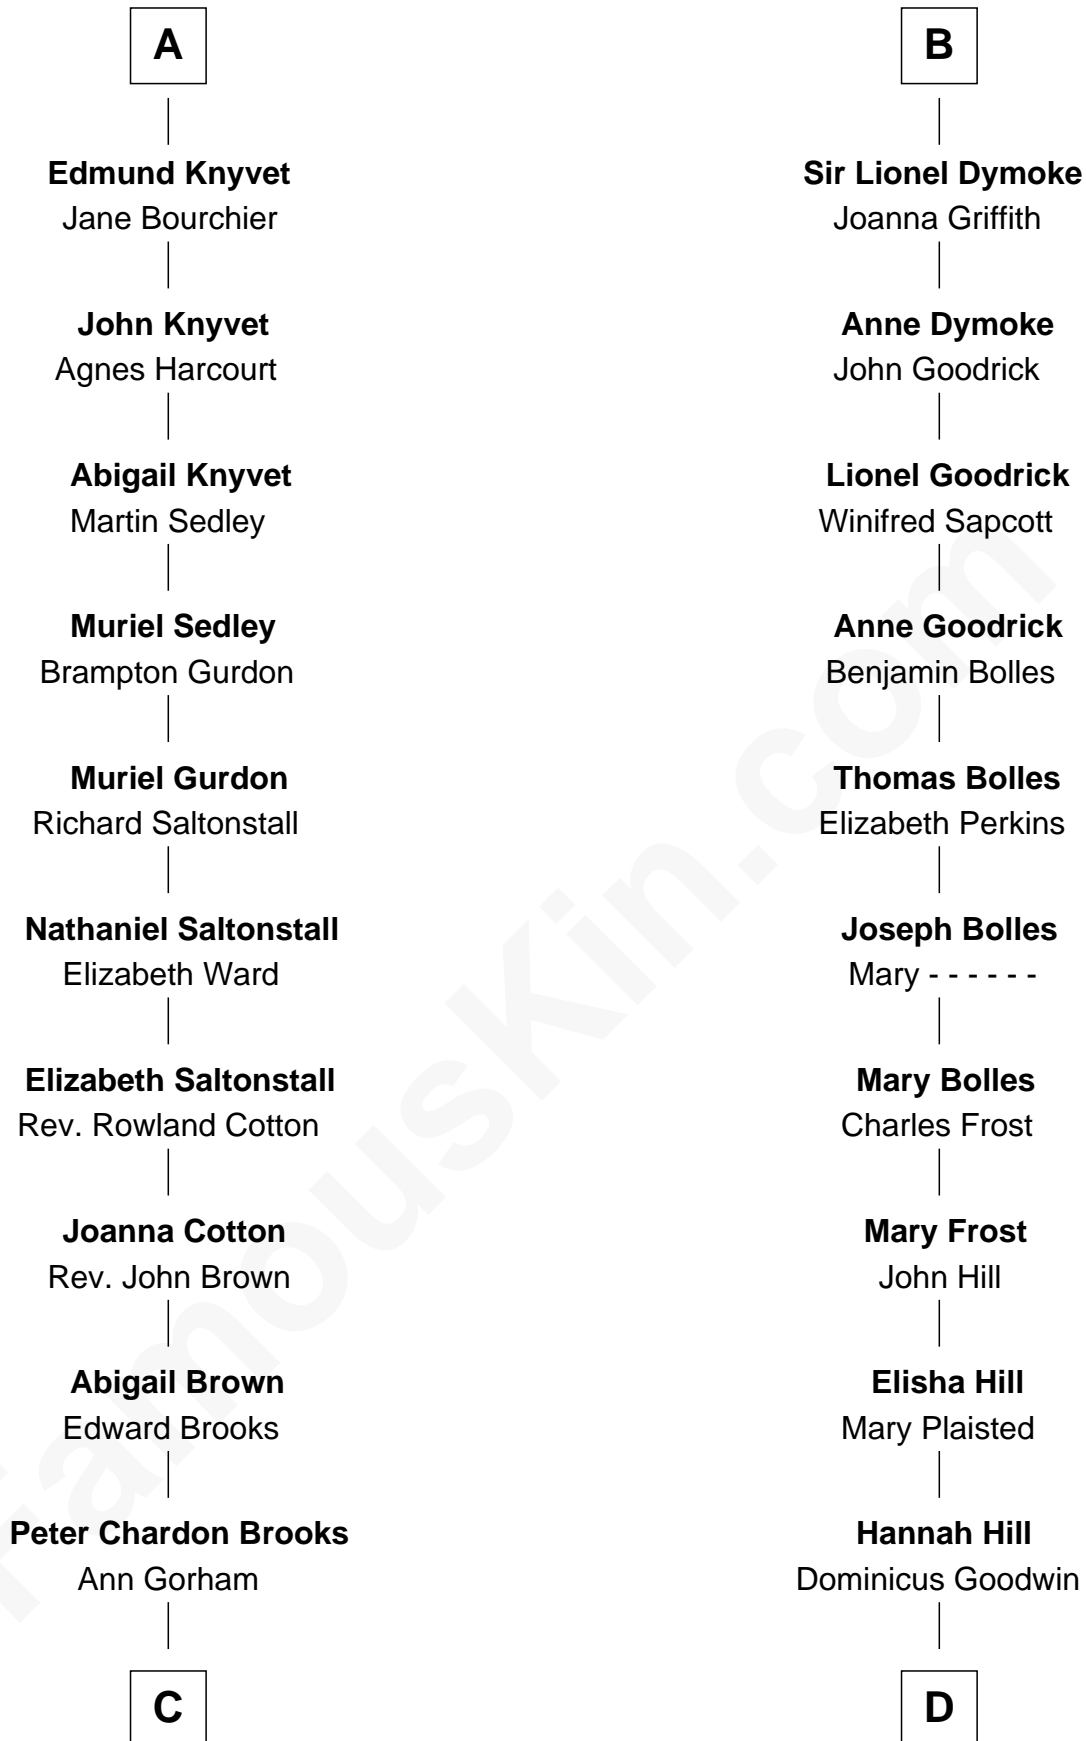 A
Edmund Knyvet
Jane Bourchier
John Knyvet
Agnes Harcourt
Abigail Knyvet
Martin Sedley
Muriel Sedley
Brampton Gurdon
Muriel Gurdon
Richard Saltonstall
Nathaniel Saltonstall
Elizabeth Ward
Elizabeth Saltonstall
Rev. Rowland Cotton
Joanna Cotton
Rev. John Brown
Abigail Brown
Edward Brooks
Peter Chardon Brooks
Ann Gorham
C
B
Sir Lionel Dymoke
Joanna Griffith
Anne Dymoke
John Goodrick
Lionel Goodrick
Winifred Sapcott
Anne Goodrick
Benjamin Bolles
Thomas Bolles
Elizabeth Perkins
Joseph Bolles
Mary - - - - - -
Mary Bolles
Charles Frost
Mary Frost
John Hill
Elisha Hill
Mary Plaisted
Hannah Hill
Dominicus Goodwin
D
FamousKin.com